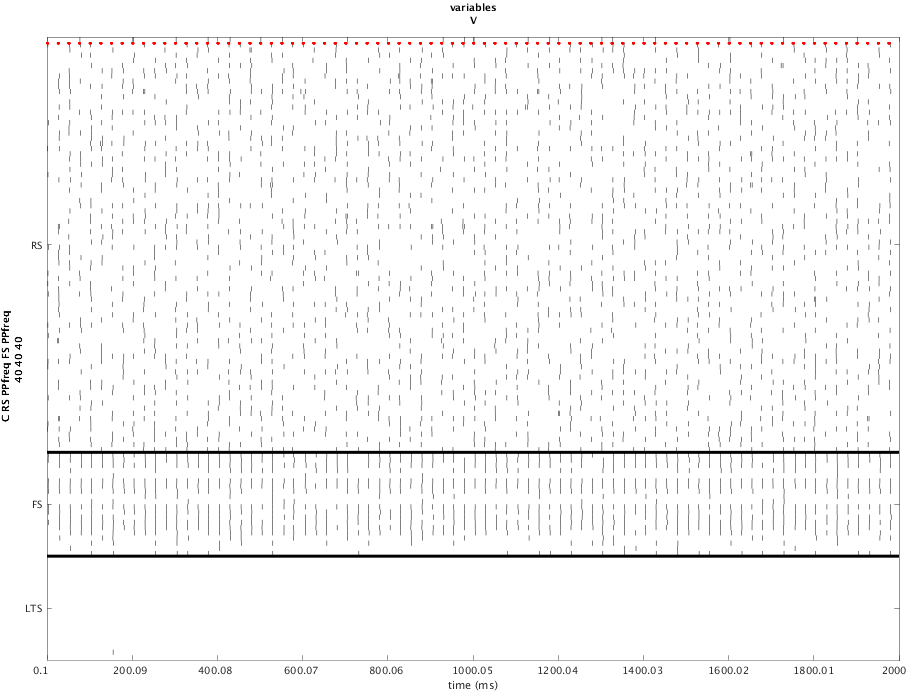 variables
V
RS
FS
LTS
C RS PPfreq FS PPfreq
40 40 40
0.1 200.09 400.08 600.07 800.06 1000.05 1200.04 1400.03 1600.02 1800.01 2000
time (ms)